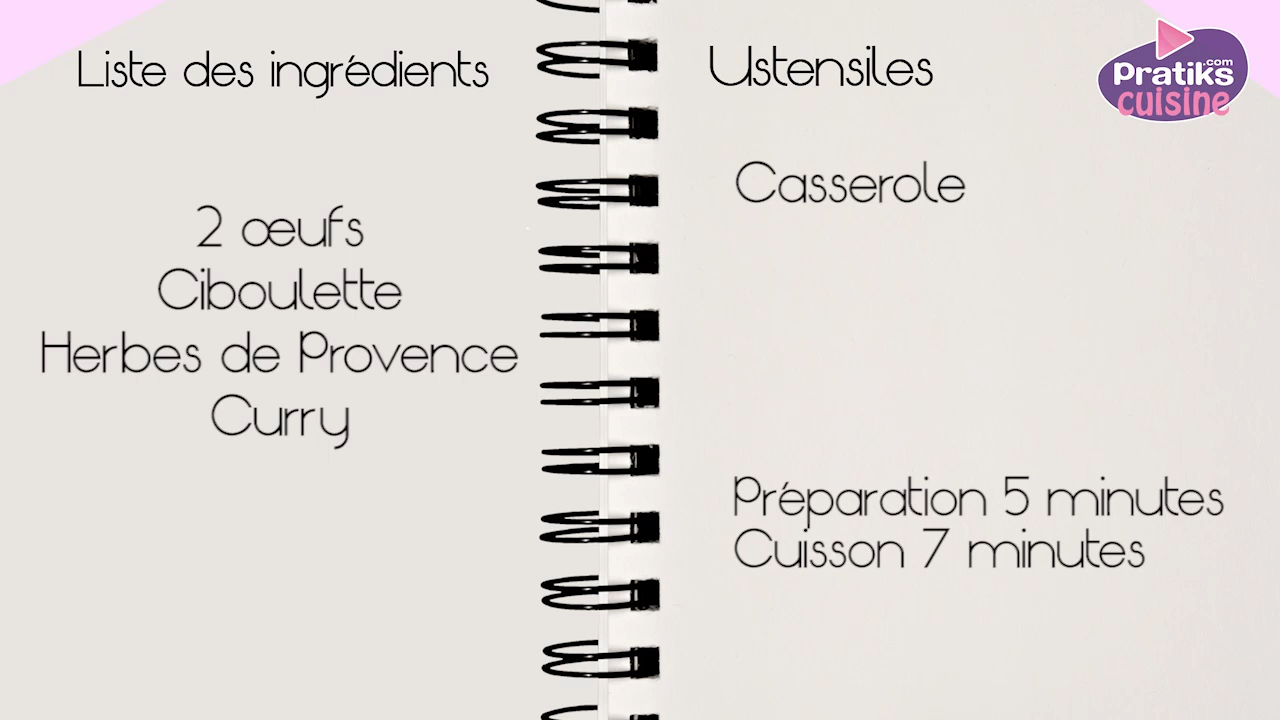 Liste des ingrédients
2 œufs
Ciboulette
Herbes de Provence
Curry
Ustensiles
Casserole
Préparation 5 minutes
Cuisson 7 minutes
Pratiks.com
cuisine